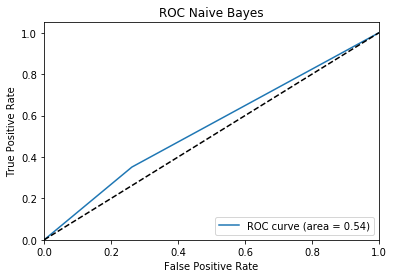 ROC Naive Bayes
True Positive Rate
1.0
0.8
0.6
0.4
0.2
0.0
ROC curve (area = 0.54)
0.0 0.2 0.4 0.6 0.8 1.0
False Positive Rate